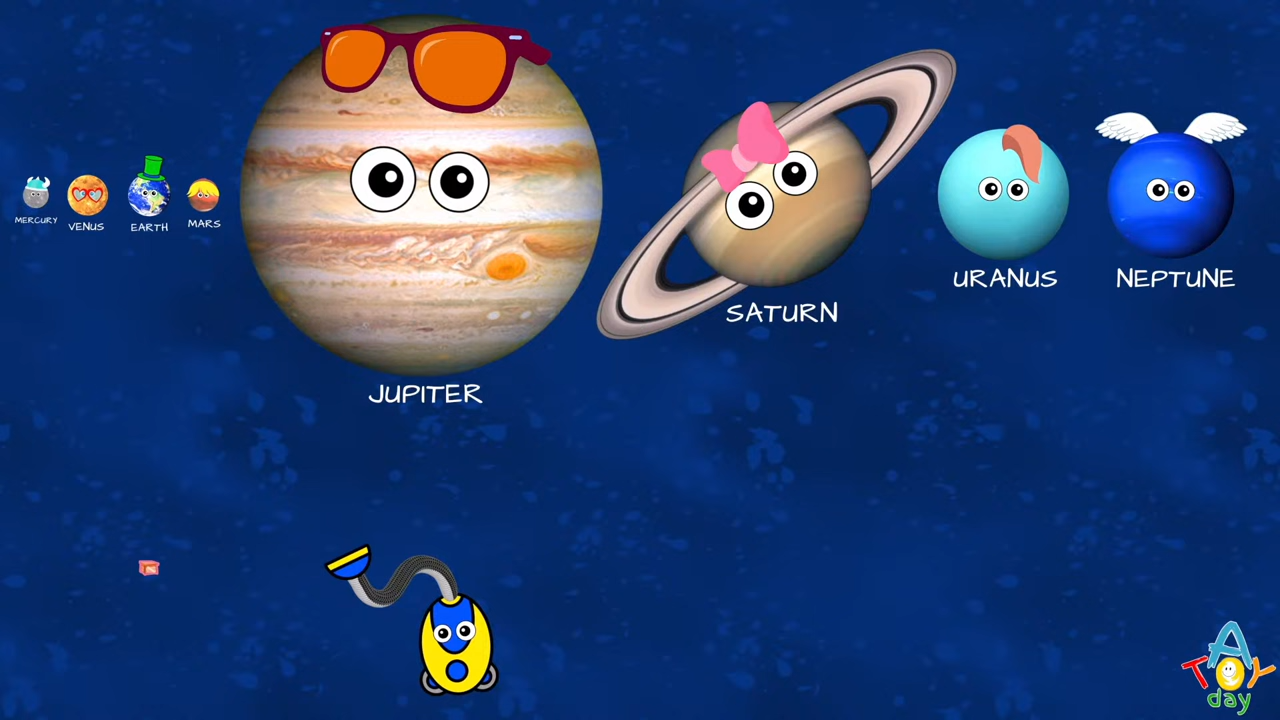 MERCURY
VENUS
EARTH
MARS
JUPITER
SATURN
URANUS
NEPTUNE
A
TOY
day